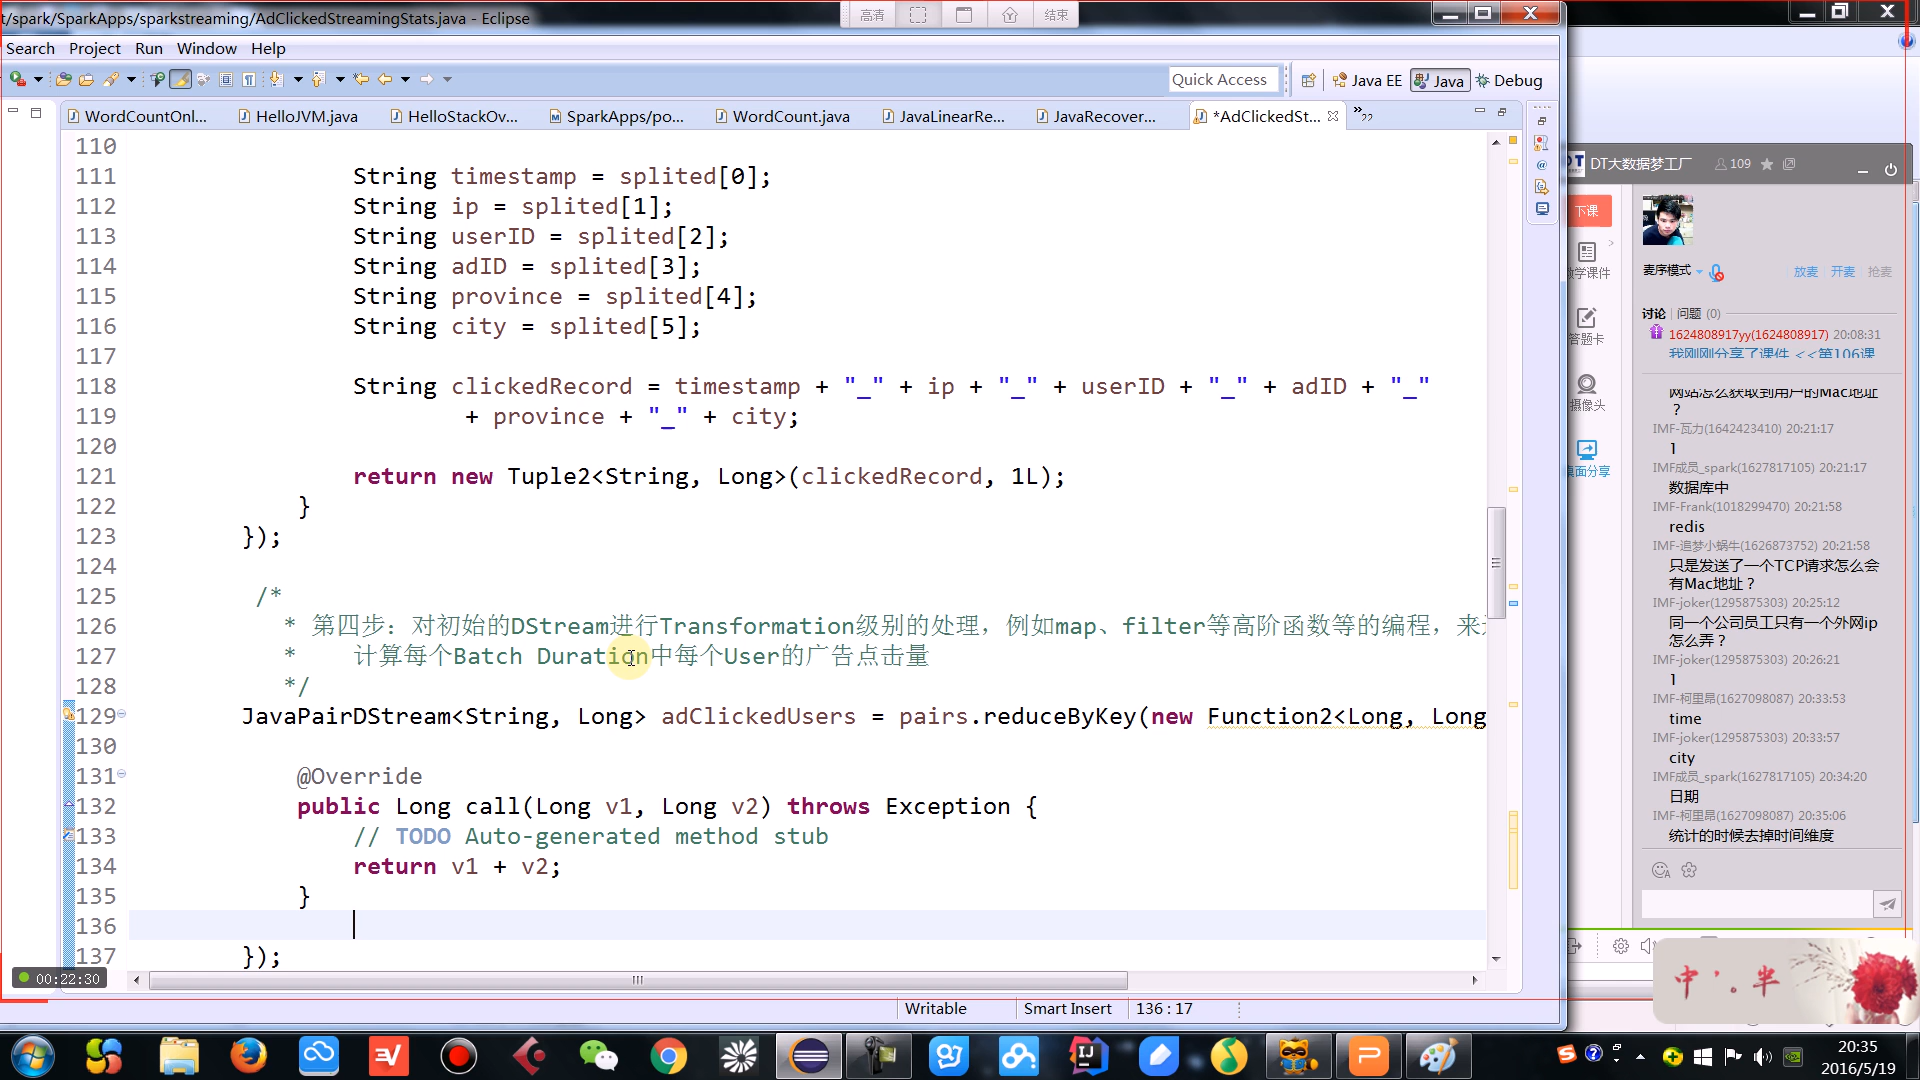 t/spark/SparkApps/sparkstreaming/AdClickedStreamingStats.java - Eclipse
高清
结束
Search Project Run Window Help
Quick Access
Java EE
Java
Debug
WordCountOnl...
HelloJVM.java
HelloStackOv...
SparkApps/po...
WordCount.java
JavaLinearRe...
JavaRecover...
*AdClickedSt...
»22
110
111 String timestamp = splited[0];
112 String ip = splited[1];
113 String userID = splited[2];
114 String adID = splited[3];
115 String province = splited[4];
116 String city = splited[5];
117
118 String clickedRecord = timestamp + "_" + ip + "_" + userID + "_" + adID + "_"
119 + province + "_" + city;
120
121 return new Tuple2<String, Long>(clickedRecord, 1L);
122 }
123 });
124
125 /*
126 * 第四步：对初始的DStream进行Transformation级别的处理，例如map、filter等高阶函数等的编程，来
127 * 计算每个Batch Duration中每个User的广告点击量
128 */
129 JavaPairDStream<String, Long> adClickedUsers = pairs.reduceByKey(new Function2<Long, Long
130
131 @Override
132 public Long call(Long v1, Long v2) throws Exception {
133 // TODO Auto-generated method stub
134 return v1 + v2;
135 }
136
137 });
00:22:30
Writable
Smart Insert
136 : 17
DT大数据梦工厂
109
下课
教学课件
答题卡
摄像头
桌面分享
麦序模式
放麦
开麦
抢麦
讨论 问题 (0)
1624808917yy(1624808917) 20:08:31
我刚刚分享了课件 <<第106课
网站怎么获取到用户的Mac地址
？
IMF-瓦力(1642423410) 20:21:17
1
IMF成员_spark(1627817105) 20:21:17
数据库中
IMF-Frank(1018299470) 20:21:58
redis
IMF-追梦小蜗牛(1626873752) 20:21:58
只是发送了一个TCP请求怎么会
有Mac地址？
IMF-joker(1295875303) 20:25:12
同一个公司员工只有一个外网ip
怎么弄？
IMF-joker(1295875303) 20:26:21
1
IMF-柯里昂(1627098087) 20:33:53
time
IMF-joker(1295875303) 20:33:57
city
IMF成员_spark(1627817105) 20:34:20
日期
IMF-柯里昂(1627098087) 20:35:06
统计的时候去掉时间维度
中 ' 。 半
20:35
2016/5/19